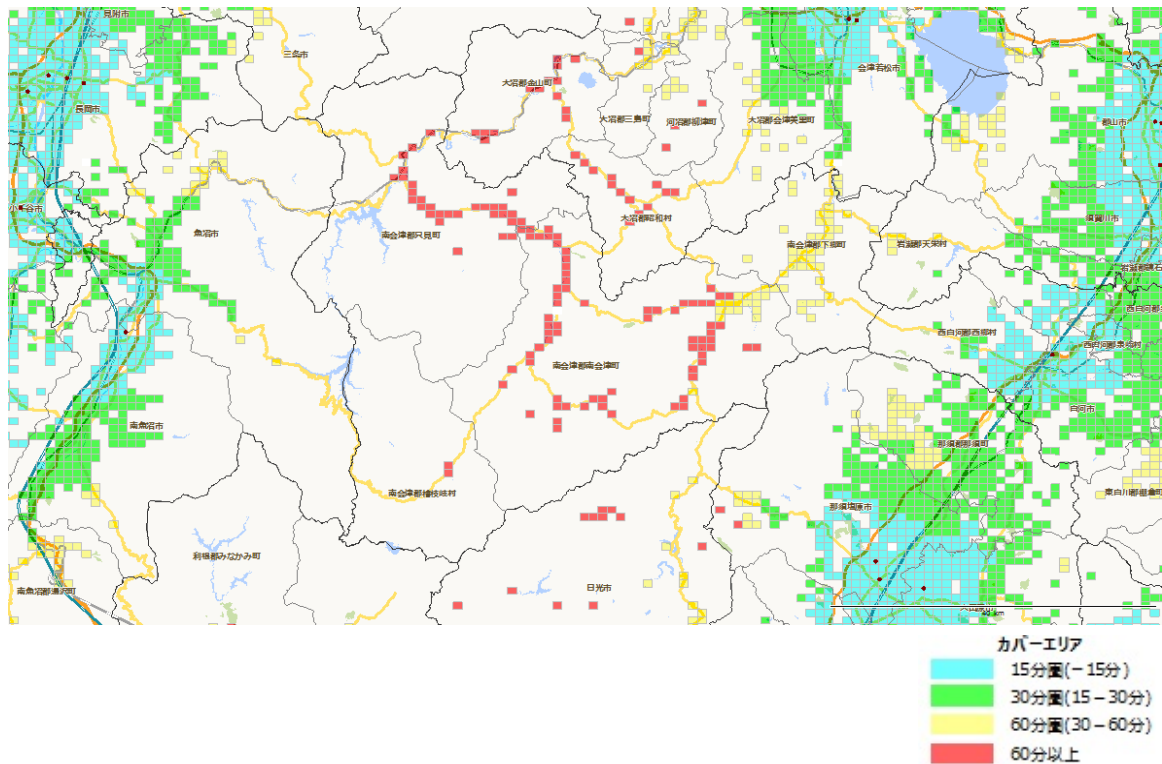 見附市
三条市
会津若松市
大沼郡金山町
長岡市
大沼郡三島町
河沼郡柳津町
大沼郡会津美里町
郡山市
小千谷市
大沼郡昭和村
須賀川市
魚沼市
南会津郡只見町
南会津郡下郷町
岩瀬郡天栄村
西白河郡西郷村
西白河郡泉崎村
南会津郡南会津町
白河市
南魚沼市
那須郡那須町
南会津郡檜枝岐村
東白川郡棚倉町
那須塩原市
利根郡みなかみ町
日光市
南魚沼郡湯沢町
カバーエリア
15分圏(－15分)
30分圏(15－30分)
60分圏(30－60分)
60分以上